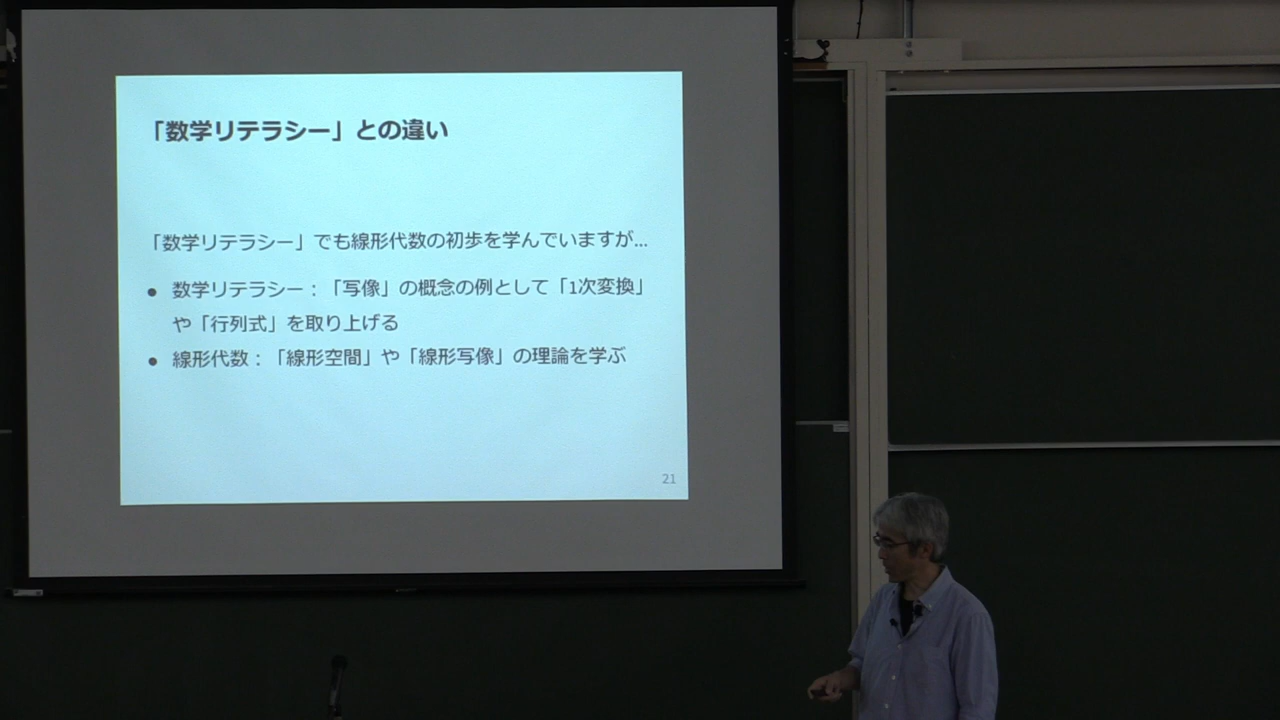 「数学リテラシー」との違い
「数学リテラシー」でも線形代数の初歩を学んでいますが...
● 数学リテラシー：「写像」の概念の例として「1次変換」
や「行列式」を取り上げる
● 線形代数：「線形空間」や「線形写像」の理論を学ぶ
21